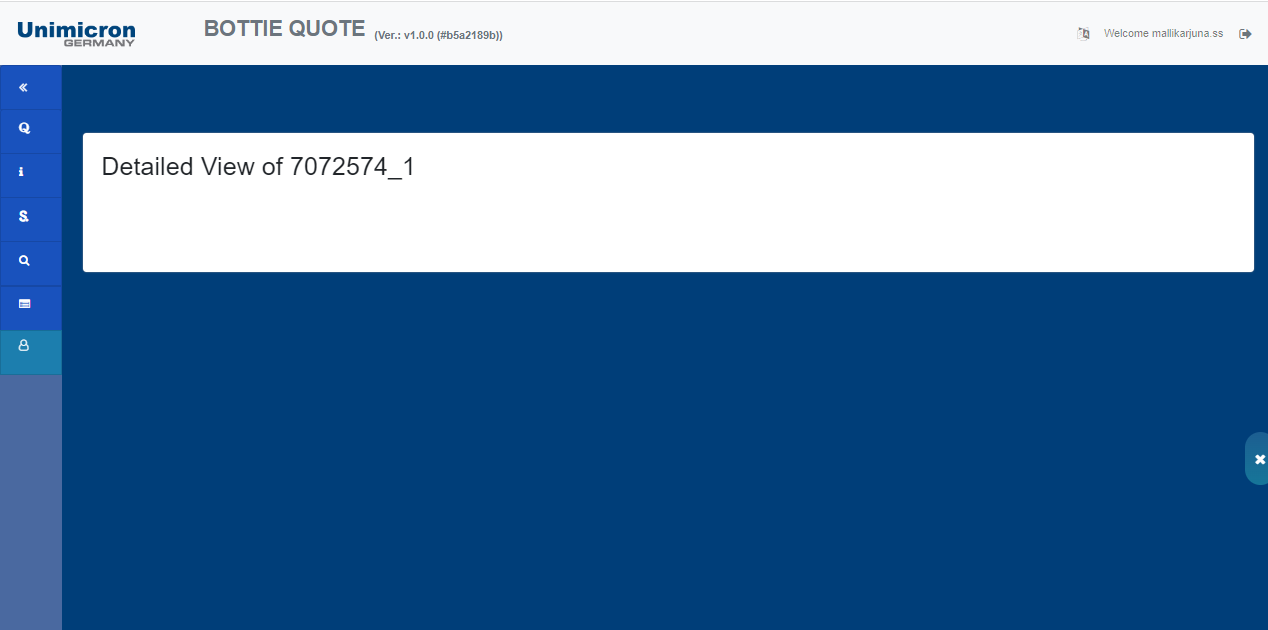 Unimicron
GERMANY
BOTTIE QUOTE (Ver.: v1.0.0 (#b5a2189b))
Welcome mallikarjuna.ss
Detailed View of 7072574_1